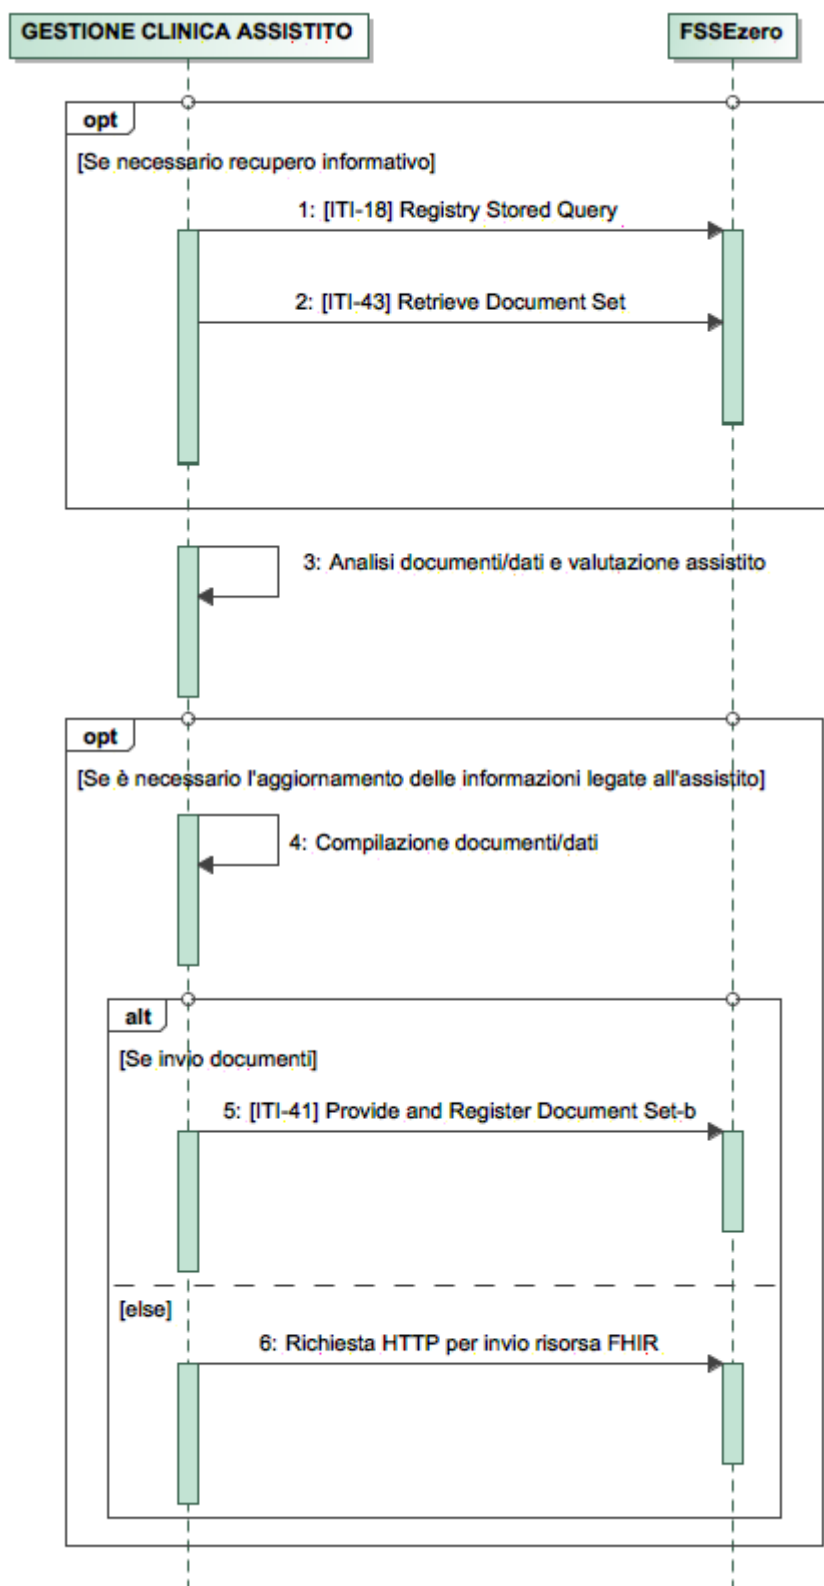 GESTIONE CLINICA ASSISTITO
FSSEzero
opt
[Se necessario recupero informativo]
1: [ITI-18] Registry Stored Query
2: [ITI-43] Retrieve Document Set
3: Analisi documenti/dati e valutazione assistito
opt
[Se è necessario l'aggiornamento delle informazioni legate all'assistito]
4: Compilazione documenti/dati
alt
[Se invio documenti]
5: [ITI-41] Provide and Register Document Set-b
[else]
6: Richiesta HTTP per invio risorsa FHIR